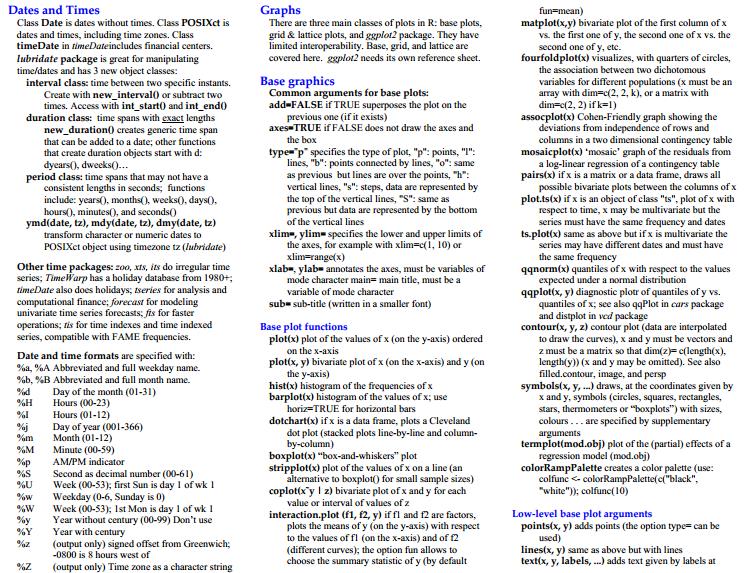 Dates and Times
Class Date is dates without times. Class POSIXct is
dates and times, including time zones. Class
timeDate in timeDateincludes financial centers.
lubridate package is great for manipulating
time/dates and has 3 new object classes:
interval class: time between two specific instants.
Create with new_interval() or subtract two
times. Access with int_start() and int_end()
duration class: time spans with exact lengths
new_duration() creates generic time span
that can be added to a date; other functions
that create duration objects start with d:
dyears(), dweeks()…
period class: time spans that may not have a
consistent lengths in seconds; functions
include: years(), months(), weeks(), days(),
hours(), minutes(), and seconds()
ymd(date, tz), mdy(date, tz), dmy(date, tz)
transform character or numeric dates to
POSIXct object using timezone tz (lubridate)
Other time packages: zoo, xts, its do irregular time
series; TimeWarp has a holiday database from 1980+;
timeDate also does holidays; tseries for analysis and
computational finance; forecast for modeling
univariate time series forecasts; fts for faster
operations; tis for time indexes and time indexed
series, compatible with FAME frequencies.
Date and time formats are specified with:
%a, %A Abbreviated and full weekday name.
%b, %B Abbreviated and full month name.
%d Day of the month (01-31)
%H Hours (00-23)
%I Hours (01-12)
%j Day of year (001-366)
%m Month (01-12)
%M Minute (00-59)
%p AM/PM indicator
%S Second as decimal number (00-61)
%U Week (00-53); first Sun is day 1 of wk 1
%w Weekday (0-6, Sunday is 0)
%W Week (00-53); 1st Mon is day 1 of wk 1
%y Year without century (00-99) Don't use
%Y Year with century
%z (output only) signed offset from Greenwich;
-0800 is 8 hours west of
%Z (output only) Time zone as a character string
Graphs
There are three main classes of plots in R: base plots,
grid & lattice plots, and ggplot2 package. They have
limited interoperability. Base, grid, and lattice are
covered here. ggplot2 needs its own reference sheet.
Base graphics
Common arguments for base plots:
add=FALSE if TRUE superposes the plot on the
previous one (if it exists)
axes=TRUE if FALSE does not draw the axes and
the box
type="p" specifies the type of plot, "p": points, "l":
lines, "b": points connected by lines, "o": same
as previous but lines are over the points, "h":
vertical lines, "s": steps, data are represented by
the top of the vertical lines, "S": same as
previous but data are represented by the bottom
of the vertical lines
xlim=, ylim= specifies the lower and upper limits of
the axes, for example with xlim=c(1, 10) or
xlim=range(x)
xlab=, ylab= annotates the axes, must be variables of
mode character main= main title, must be a
variable of mode character
sub= sub-title (written in a smaller font)
Base plot functions
plot(x) plot of the values of x (on the y-axis) ordered
on the x-axis
plot(x, y) bivariate plot of x (on the x-axis) and y (on
the y-axis)
hist(x) histogram of the frequencies of x
barplot(x) histogram of the values of x; use
horiz=TRUE for horizontal bars
dotchart(x) if x is a data frame, plots a Cleveland
dot plot (stacked plots line-by-line and column-
by-column)
boxplot(x) "box-and-whiskers" plot
stripplot(x) plot of the values of x on a line (an
alternative to boxplot() for small sample sizes)
coplot(x˜y | z) bivariate plot of x and y for each
value or interval of values of z
interaction.plot (f1, f2, y) if f1 and f2 are factors,
plots the means of y (on the y-axis) with respect
to the values of f1 (on the x-axis) and of f2
(different curves); the option fun allows to
choose the summary statistic of y (by default
fun=mean)
matplot(x,y) bivariate plot of the first column of x
vs. the first one of y, the second one of x vs. the
second one of y, etc.
fourfoldplot(x) visualizes, with quarters of circles,
the association between two dichotomous
variables for different populations (x must be an
array with dim=c(2, 2, k), or a matrix with
dim=c(2, 2) if k=1)
assocplot(x) Cohen-Friendly graph showing the
deviations from independence of rows and
columns in a two dimensional contingency table
mosaicplot(x) 'mosaic' graph of the residuals from
a log-linear regression of a contingency table
pairs(x) if x is a matrix or a data frame, draws all
possible bivariate plots between the columns of x
plot.ts(x) if x is an object of class "ts", plot of x with
respect to time, x may be multivariate but the
series must have the same frequency and dates
ts.plot(x) same as above but if x is multivariate the
series may have different dates and must have
the same frequency
qqnorm(x) quantiles of x with respect to the values
expected under a normal distribution
qqplot(x, y) diagnostic plotr of quantiles of y vs.
quantiles of x; see also qqPlot in cars package
and distplot in vcd package
contour(x, y, z) contour plot (data are interpolated
to draw the curves), x and y must be vectors and
z must be a matrix so that dim(z)= c(length(x),
length(y)) (x and y may be omitted). See also
filled.contour, image, and persp
symbols(x, y, ...) draws, at the coordinates given by
x and y, symbols (circles, squares, rectangles,
stars, thermometers or "boxplots") with sizes,
colours . . . are specified by supplementary
arguments
termplot(mod.obj) plot of the (partial) effects of a
regression model (mod.obj)
colorRampPalette creates a color palette (use:
colfunc <- colorRampPalette(c("black",
"white")); colfunc(10)
Low-level base plot arguments
points(x, y) adds points (the option type= can be
used)
lines(x, y) same as above but with lines
text(x, y, labels, ...) adds text given by labels at